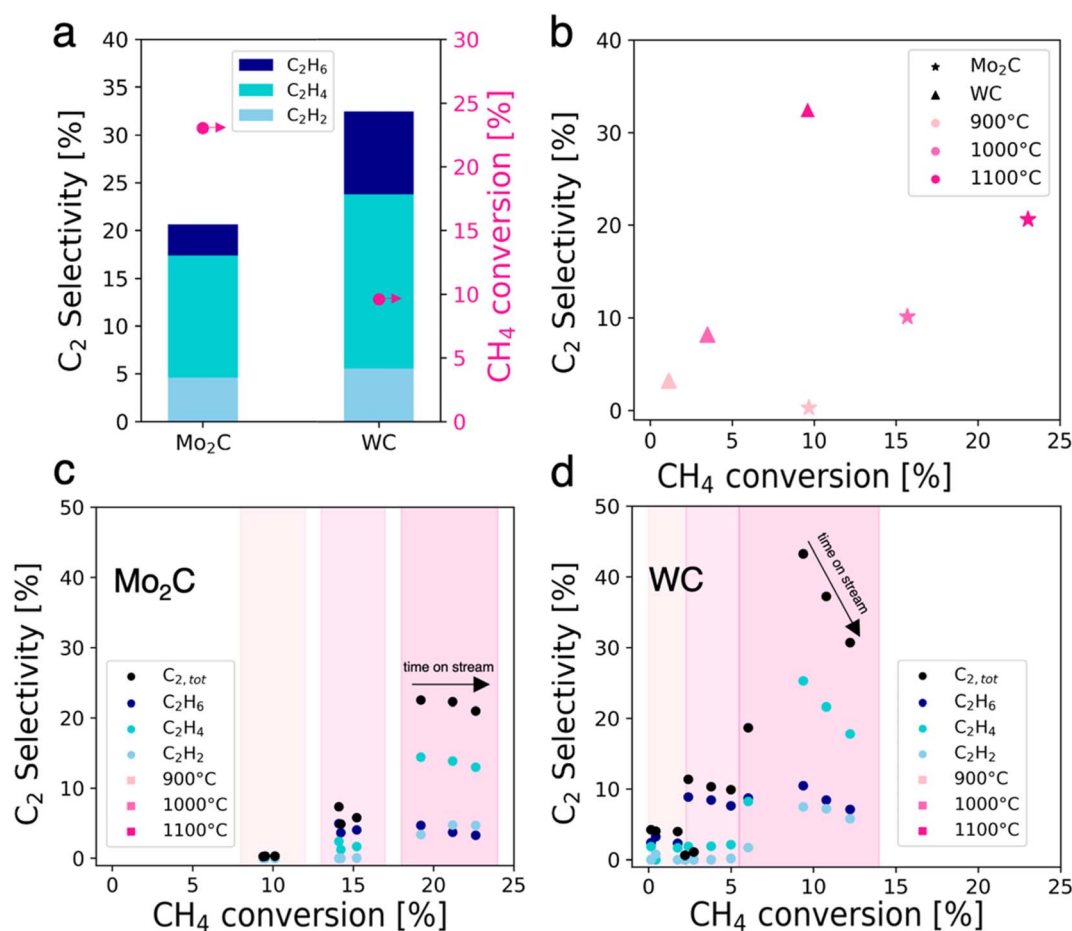 a
C₂ Selectivity [%]
40
35
30
25
20
15
10
5
0
C₂H₆
C₂H₄
C₂H₂
Mo₂C
WC
30
25
20
15
10
5
0
CH₄ conversion [%]
b
C₂ Selectivity [%]
40
30
20
10
0
Mo₂C
WC
900°C
1000°C
1100°C
0
5
10
15
20
25
CH₄ conversion [%]
c
C₂ Selectivity [%]
50
40
30
20
10
0
Mo₂C
time on stream
C₂,tot
C₂H₆
C₂H₄
C₂H₂
900°C
1000°C
1100°C
0
5
10
15
20
25
CH₄ conversion [%]
d
C₂ Selectivity [%]
50
40
30
20
10
0
WC
time on stream
C₂,tot
C₂H₆
C₂H₄
C₂H₂
900°C
1000°C
1100°C
0
5
10
15
20
25
CH₄ conversion [%]